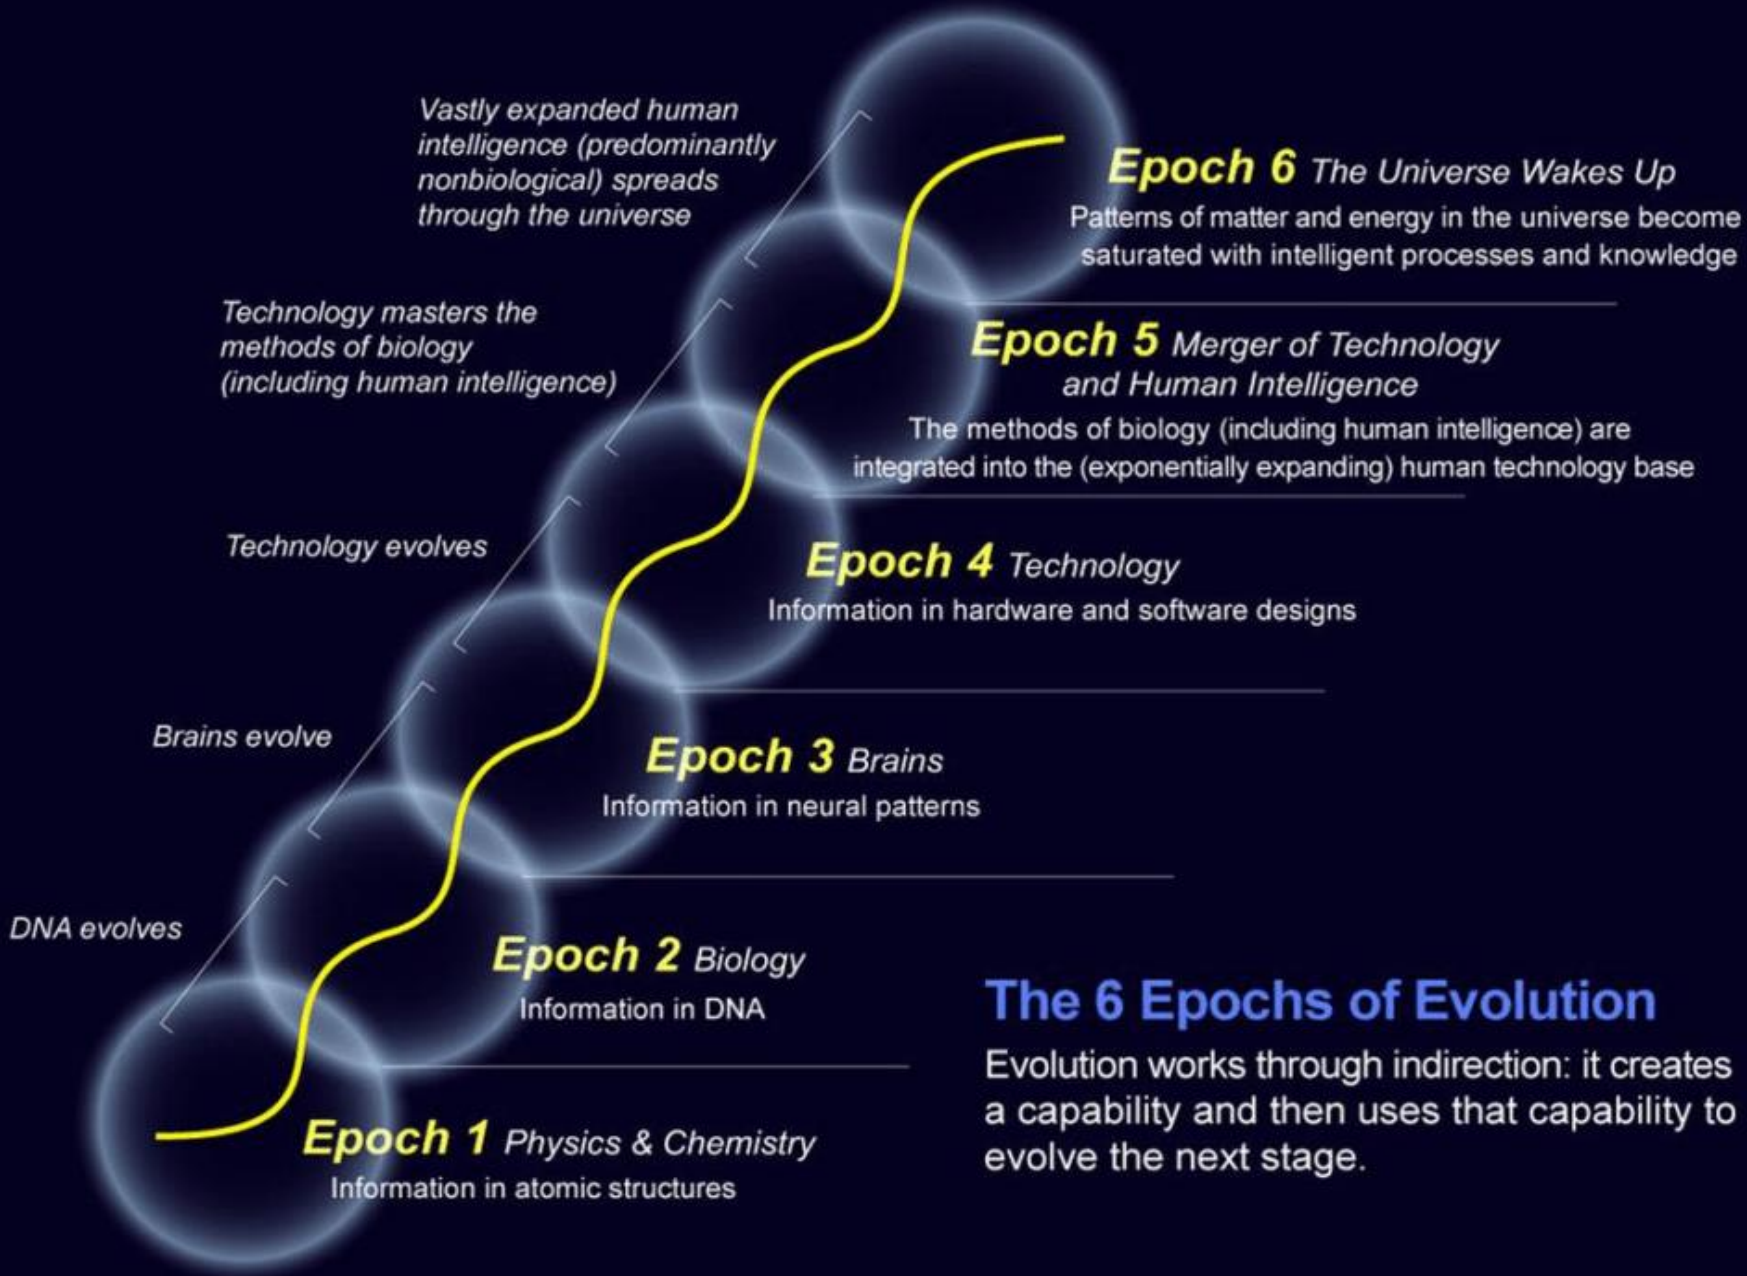 Vastly expanded human
intelligence (predominantly
nonbiological) spreads
through the universe
Epoch 6 The Universe Wakes Up
Patterns of matter and energy in the universe become
saturated with intelligent processes and knowledge
Technology masters the
methods of biology
(including human intelligence)
Epoch 5 Merger of Technology
and Human Intelligence
The methods of biology (including human intelligence) are
integrated into the (exponentially expanding) human technology base
Technology evolves
Epoch 4 Technology
Information in hardware and software designs
Brains evolve
Epoch 3 Brains
Information in neural patterns
DNA evolves
Epoch 2 Biology
Information in DNA
Epoch 1 Physics & Chemistry
Information in atomic structures
The 6 Epochs of Evolution
Evolution works through indirection: it creates
a capability and then uses that capability to
evolve the next stage.